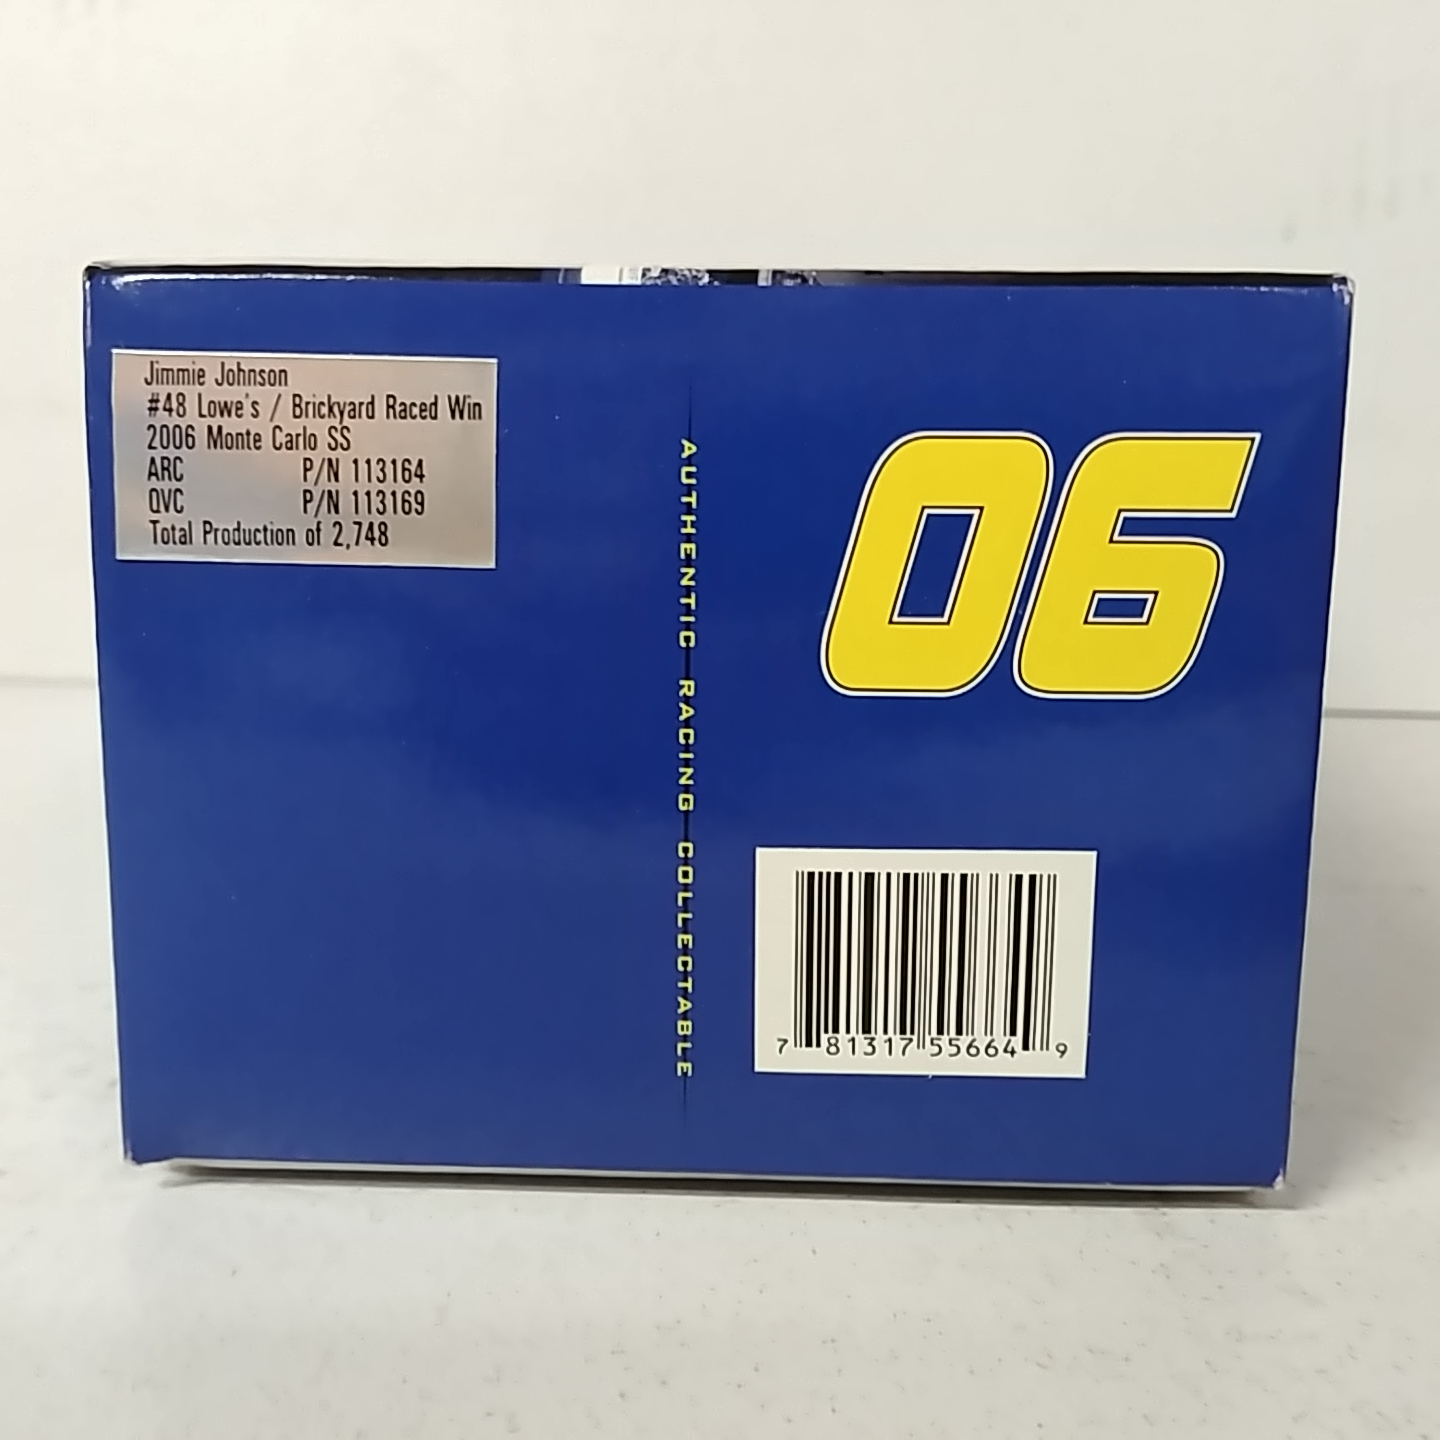 Jimmie Johnson
#48 Lowe's / Brickyard Raced Win
2006 Monte Carlo SS
ARC P/N 113164
QVC P/N 113169
Total Production of 2,748
AUTHENTIC RACING COLLECTABLE
06
7 81317 55664 9